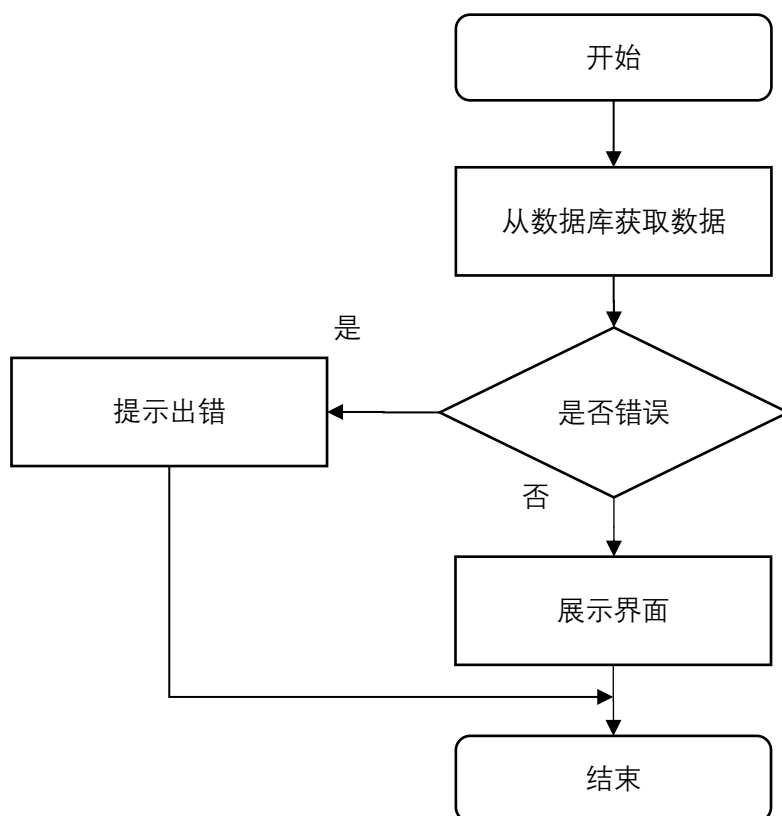 开始
从数据库获取数据
是
提示出错
是否错误
否
展示界面
结束